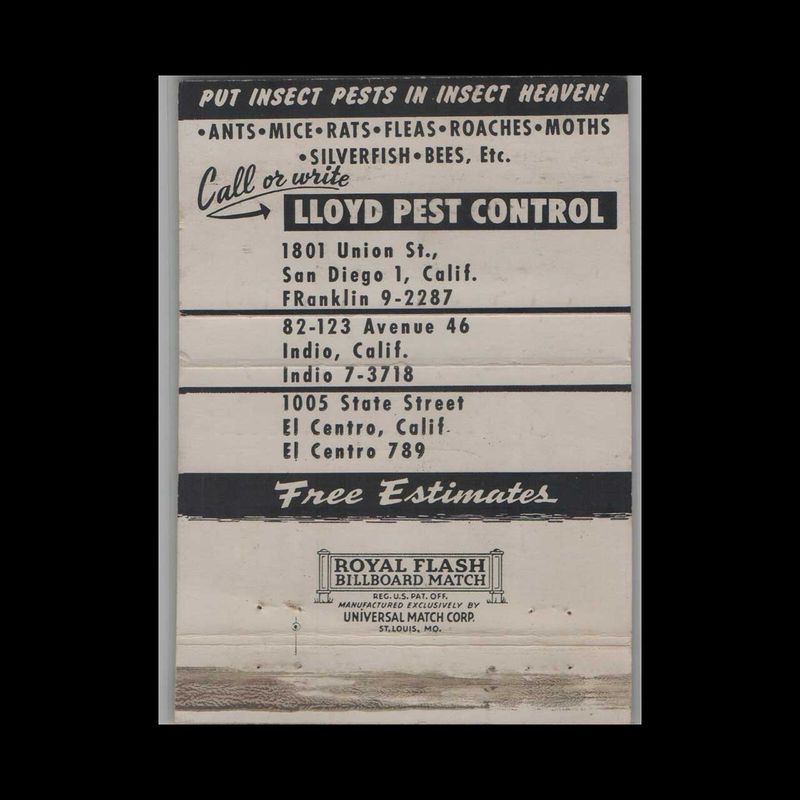 PUT INSECT PESTS IN INSECT HEAVEN!
•ANTS•MICE•RATS•FLEAS•ROACHES•MOTHS
•SILVERFISH•BEES, Etc.
Call or write
LLOYD PEST CONTROL
1801 Union St.,
San Diego 1, Calif.
FRanklin 9-2287
82-123 Avenue 46
Indio, Calif.
Indio 7-3718
1005 State Street
El Centro, Calif.
El Centro 789
Free Estimates
ROYAL FLASH
BILLBOARD MATCH
REG. U.S. PAT. OFF.
MANUFACTURED EXCLUSIVELY BY
UNIVERSAL MATCH CORP.
ST. LOUIS, MO.